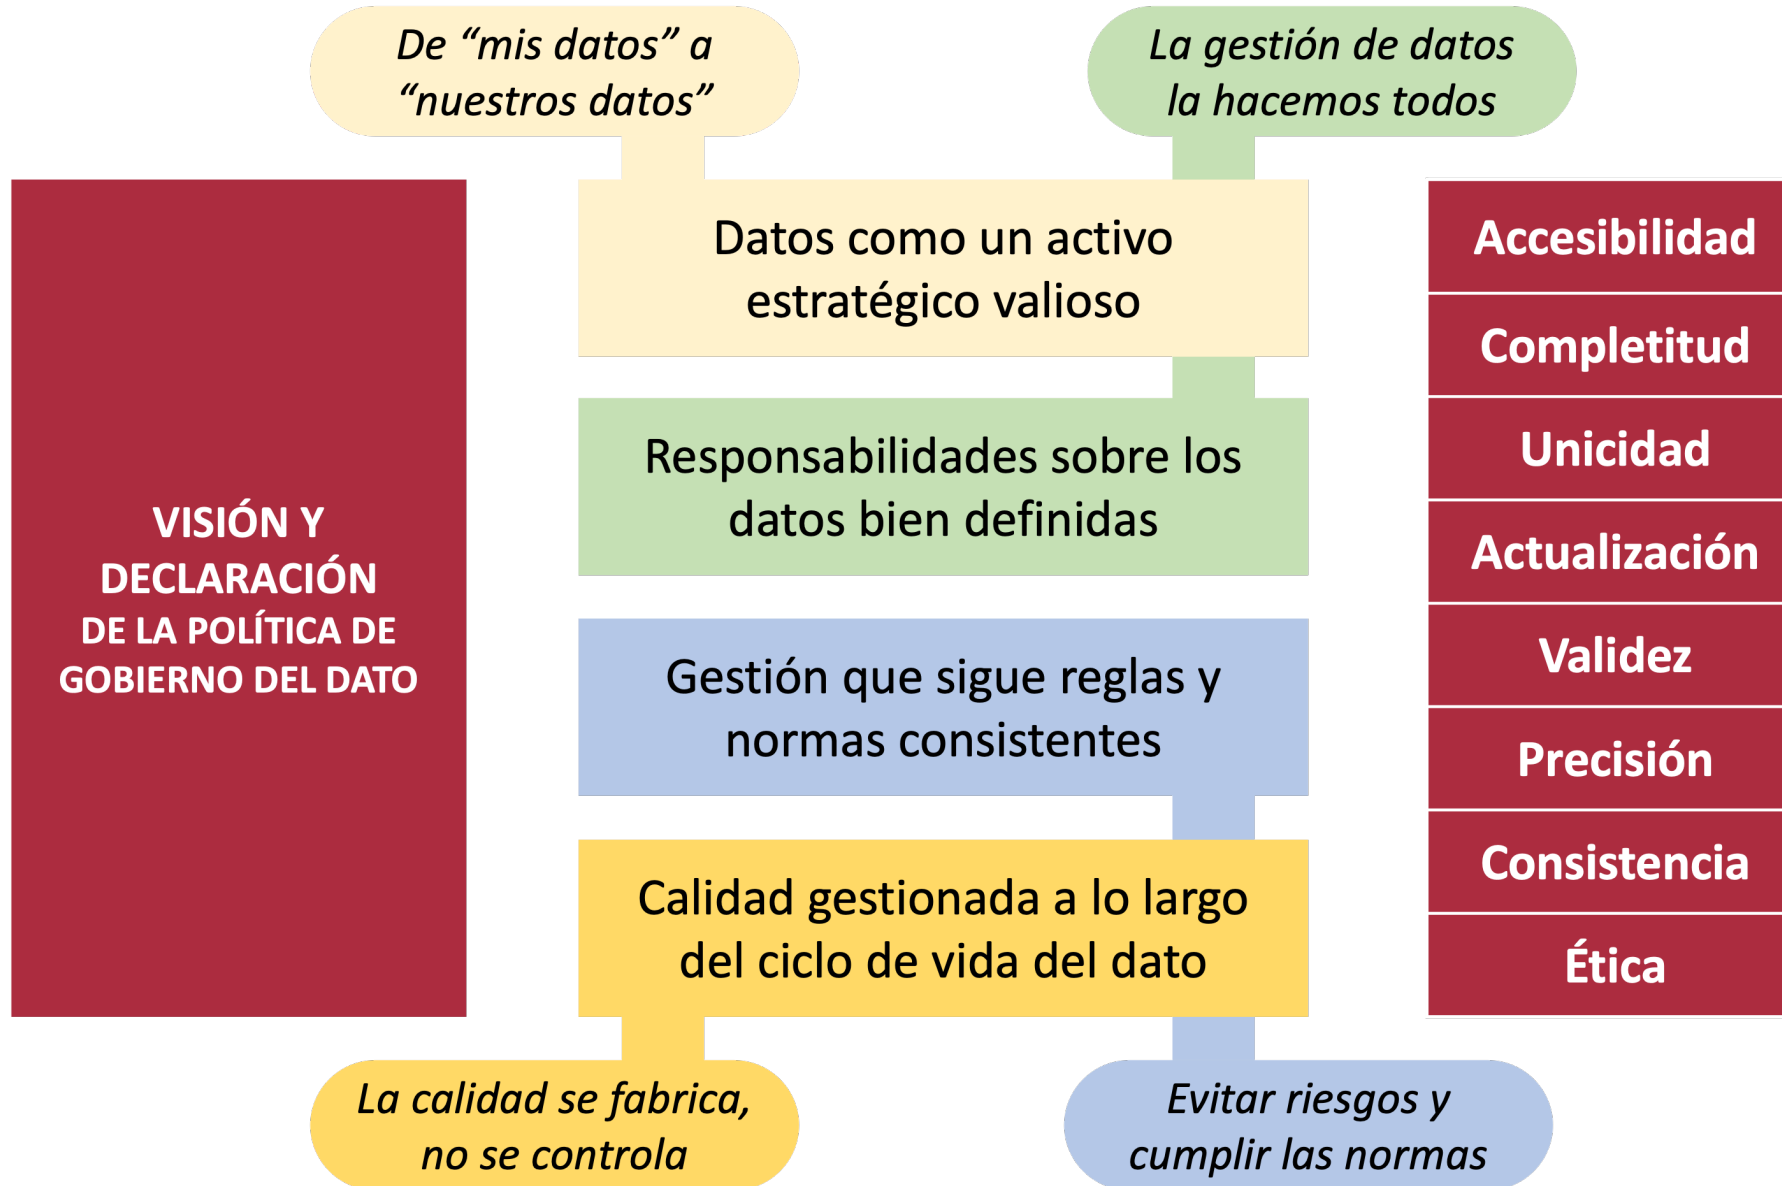 De “mis datos” a
“nuestros datos”
La gestión de datos
la hacemos todos
VISIÓN Y
DECLARACIÓN
DE LA POLÍTICA DE
GOBIERNO DEL DATO
Datos como un activo
estratégico valioso
Responsabilidades sobre los
datos bien definidas
Gestión que sigue reglas y
normas consistentes
Calidad gestionada a lo largo
del ciclo de vida del dato
Accesibilidad
Completitud
Unicidad
Actualización
Validez
Precisión
Consistencia
Ética
La calidad se fabrica,
no se controla
Evitar riesgos y
cumplir las normas